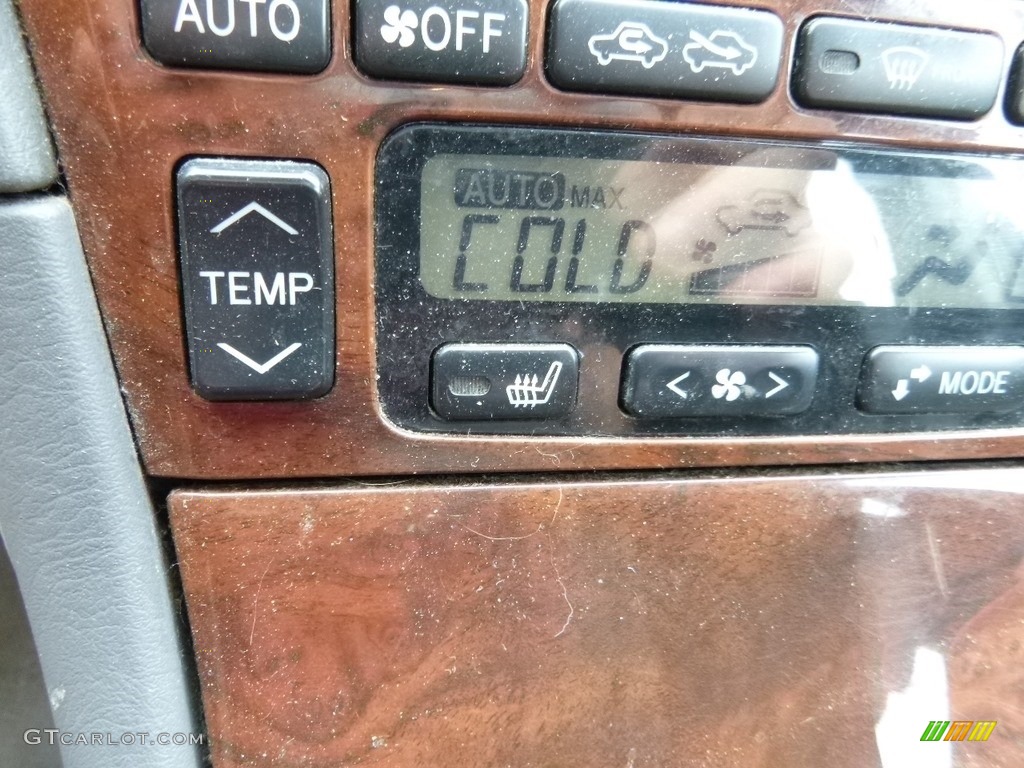 AUTO
OFF
AUTO MAX
COLD
TEMP
MODE
GTCARLOT.COM